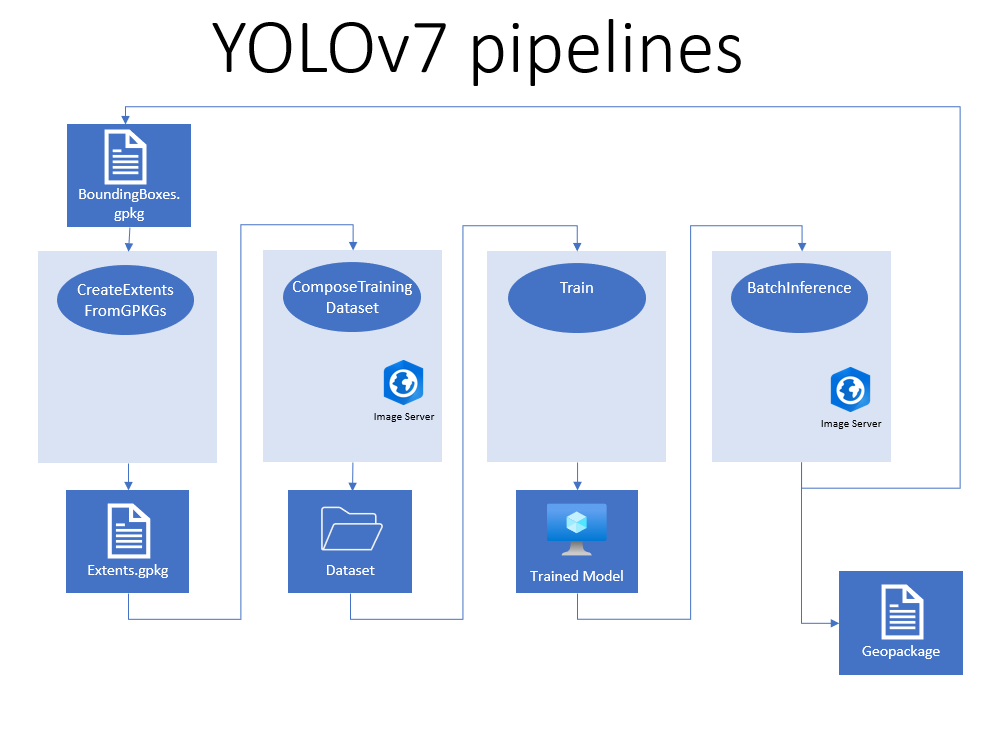 YOLOv7 pipelines
BoundingBoxes.
gpkg
CreateExtents
FromGPKGs
ComposeTraining
Dataset
Train
BatchInference
Image Server
Image Server
Extents.gpkg
Dataset
Trained Model
Geopackage